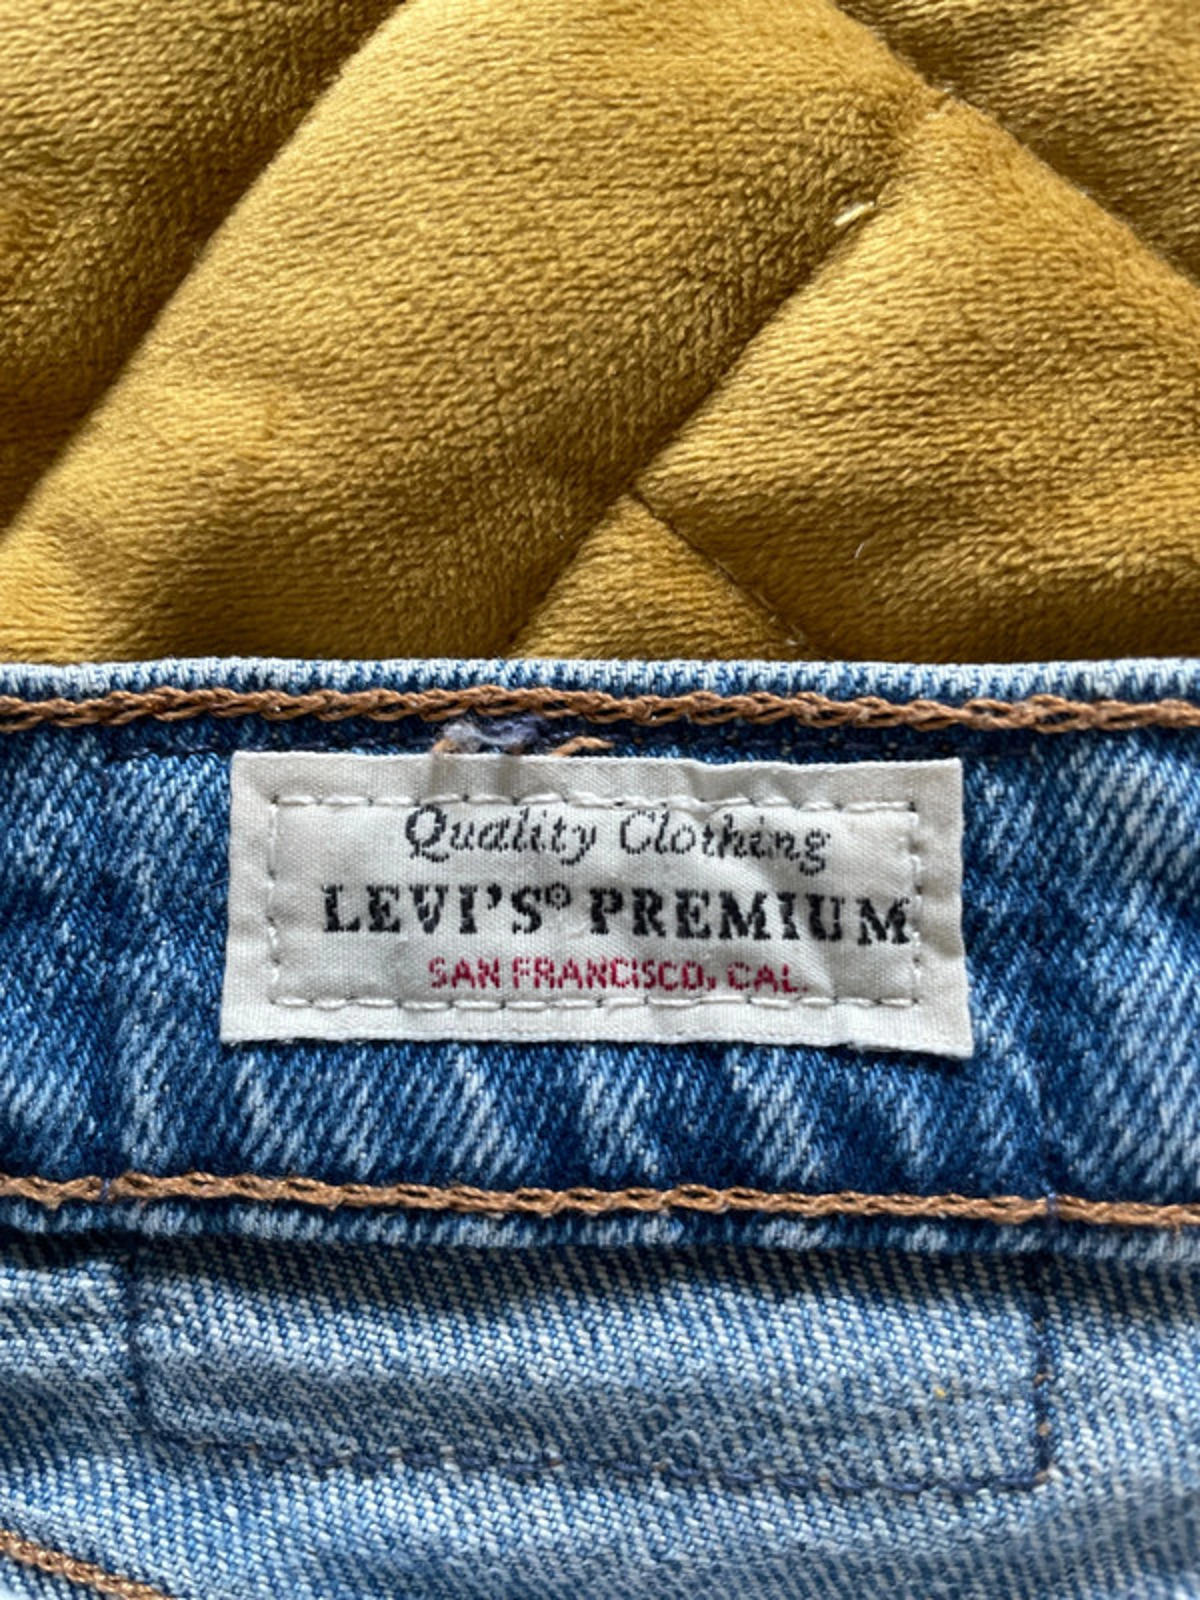 Quality Clothing
LEVI'S® PREMIUM
SAN FRANCISCO, CAL.